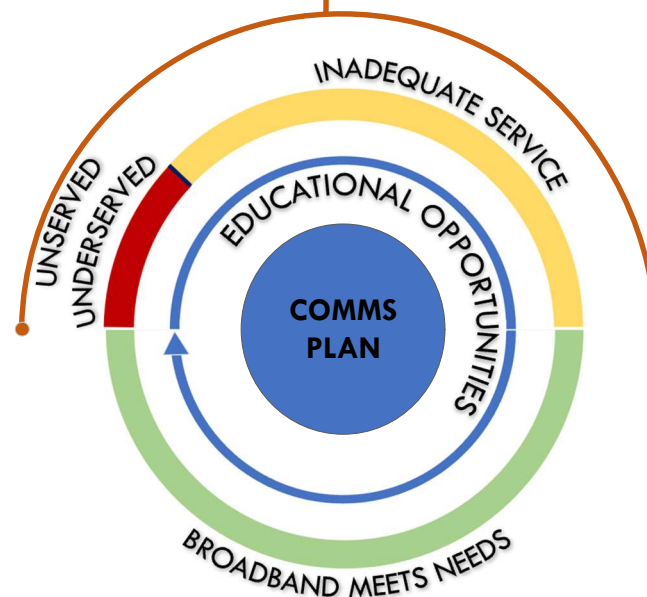 INADEQUATE SERVICE
UNSERVED
UNDERSERVED
EDUCATIONAL OPPORTUNITIES
COMMS
PLAN
BROADBAND MEETS NEEDS